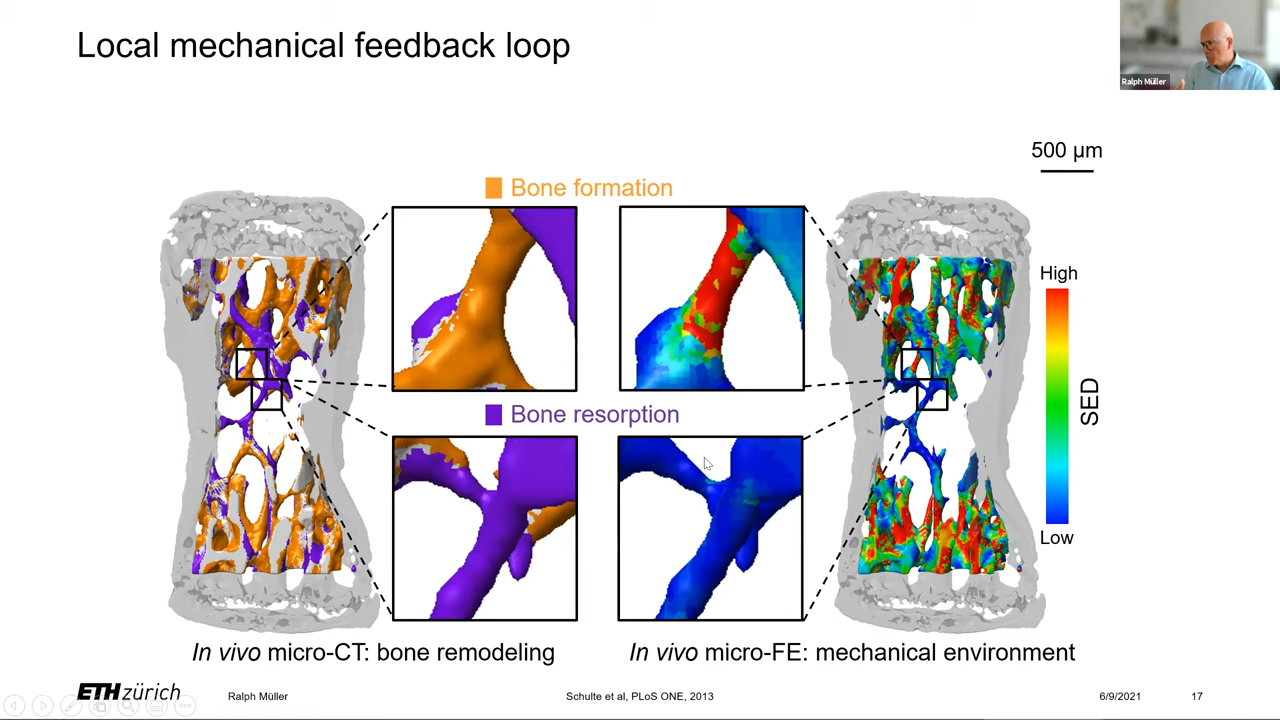 Local mechanical feedback loop
Ralph Müller
500 µm
Bone formation
High
SED
Bone resorption
Low
In vivo micro-CT: bone remodeling
In vivo micro-FE: mechanical environment
ETH zürich
Ralph Müller
Schulte et al, PLoS ONE, 2013
6/9/2021
17